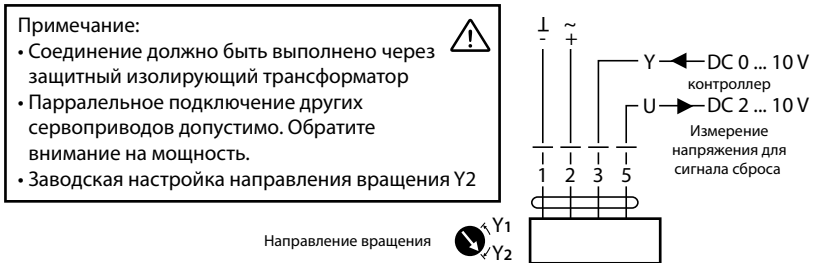 Примечание:
• Соединение должно быть выполнено через
защитный изолирующий трансформатор
• Парралельное подключение других
сервоприводов допустимо. Обратите
внимание на мощность.
• Заводская настройка направления вращения Y2
⊥ ~
- +
Y DC 0 ... 10 V
контроллер
U DC 2 ... 10 V
Измерение
напряжения для
сигнала сброса
1 2 3 5
Направление вращения
Y1
Y2